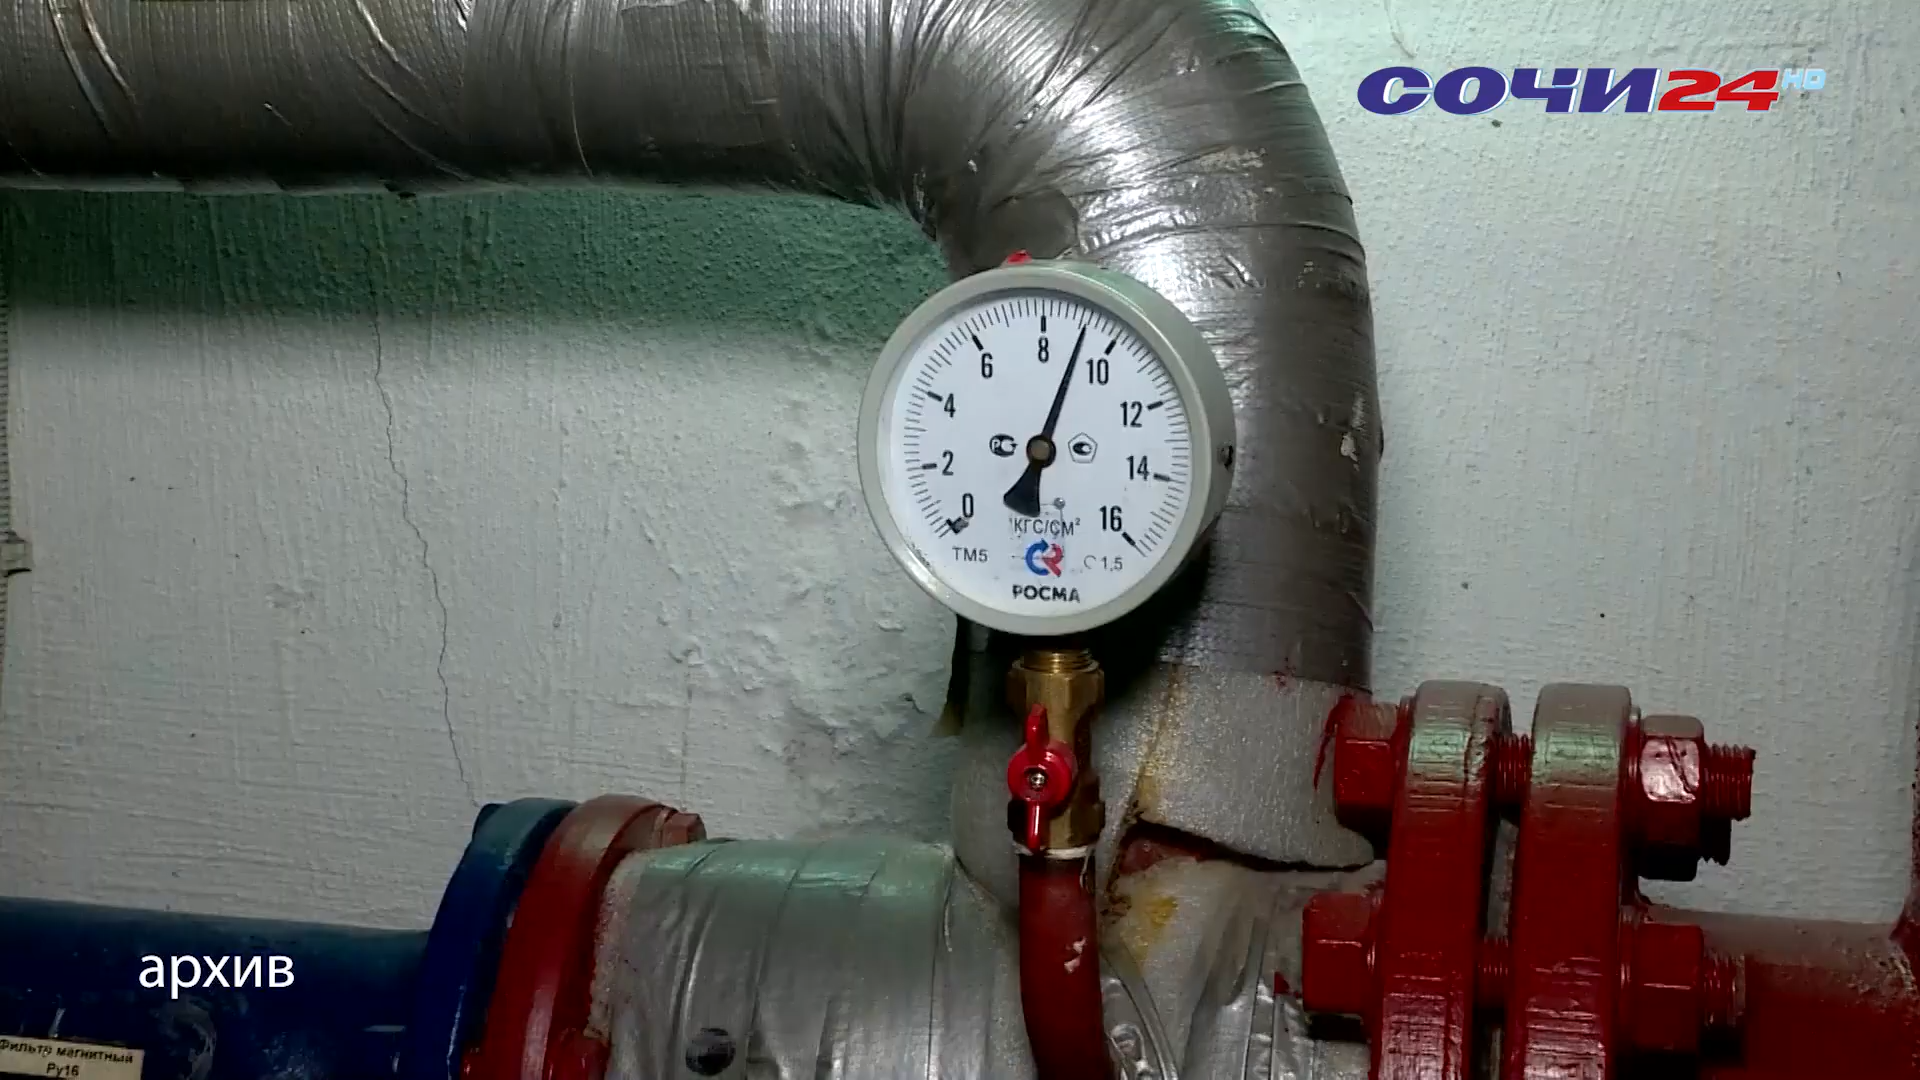 СОЧИ24HD
8
6
10
4
12
2
14
0
16
КГС/СМ²
ТМ5
1,5
РОСМА
архив
Фильтр магнитный
Ру16